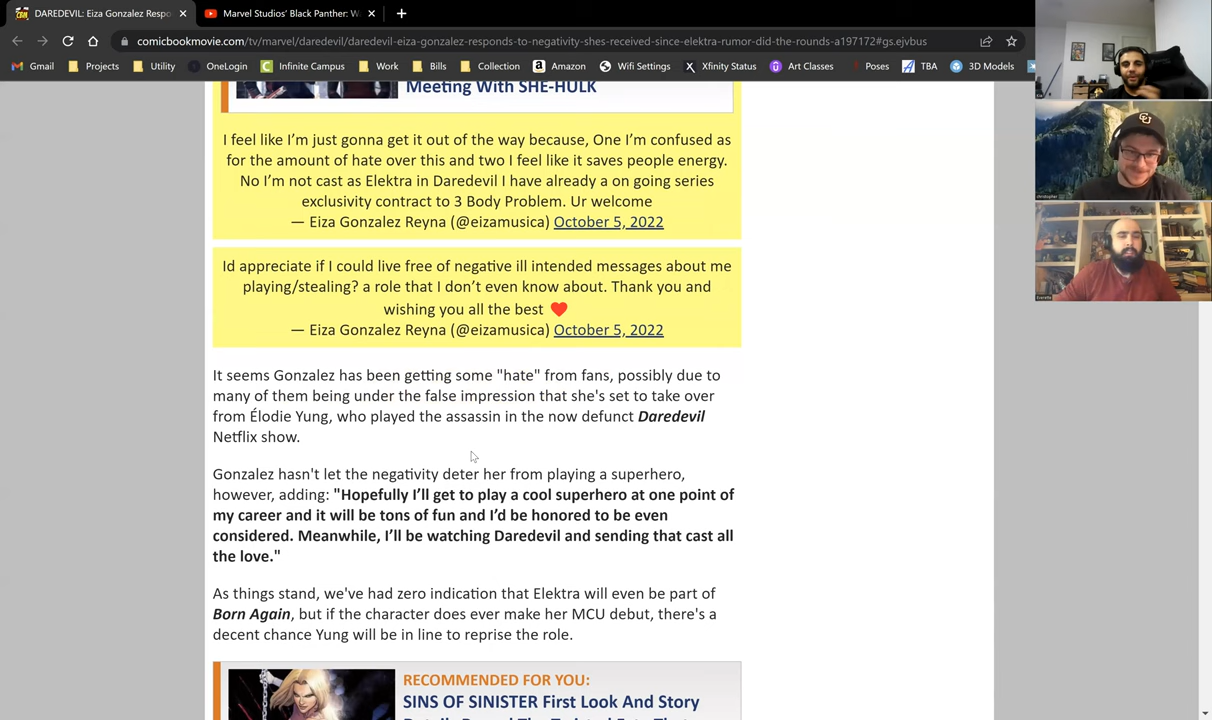 DAREDEVIL: Eiza Gonzalez Respo
Marvel Studios' Black Panther: W
comicbookmovie.com/tv/marvel/daredevil/daredevil-eiza-gonzalez-responds-to-negativity-shes-received-since-elektra-rumor-did-the-rounds-a197172#gs.ejvbus
Gmail Projects Utility OneLogin Infinite Campus Work Bills Collection Amazon Wifi Settings Xfinity Status Art Classes Poses TBA 3D Models
Meeting With SHE-HULK
I feel like I'm just gonna get it out of the way because, One I'm confused as
for the amount of hate over this and two I feel like it saves people energy.
No I'm not cast as Elektra in Daredevil I have already a on going series
exclusivity contract to 3 Body Problem. Ur welcome
— Eiza Gonzalez Reyna (@eizamusica) October 5, 2022
Id appreciate if I could live free of negative ill intended messages about me
playing/stealing? a role that I don't even know about. Thank you and
wishing you all the best ❤️
— Eiza Gonzalez Reyna (@eizamusica) October 5, 2022
It seems Gonzalez has been getting some "hate" from fans, possibly due to
many of them being under the false impression that she's set to take over
from Élodie Yung, who played the assassin in the now defunct Daredevil
Netflix show.
Gonzalez hasn't let the negativity deter her from playing a superhero,
however, adding: "Hopefully I'll get to play a cool superhero at one point of
my career and it will be tons of fun and I'd be honored to be even
considered. Meanwhile, I'll be watching Daredevil and sending that cast all
the love."
As things stand, we've had zero indication that Elektra will even be part of
Born Again, but if the character does ever make her MCU debut, there's a
decent chance Yung will be in line to reprise the role.
RECOMMENDED FOR YOU:
SINS OF SINISTER First Look And Story